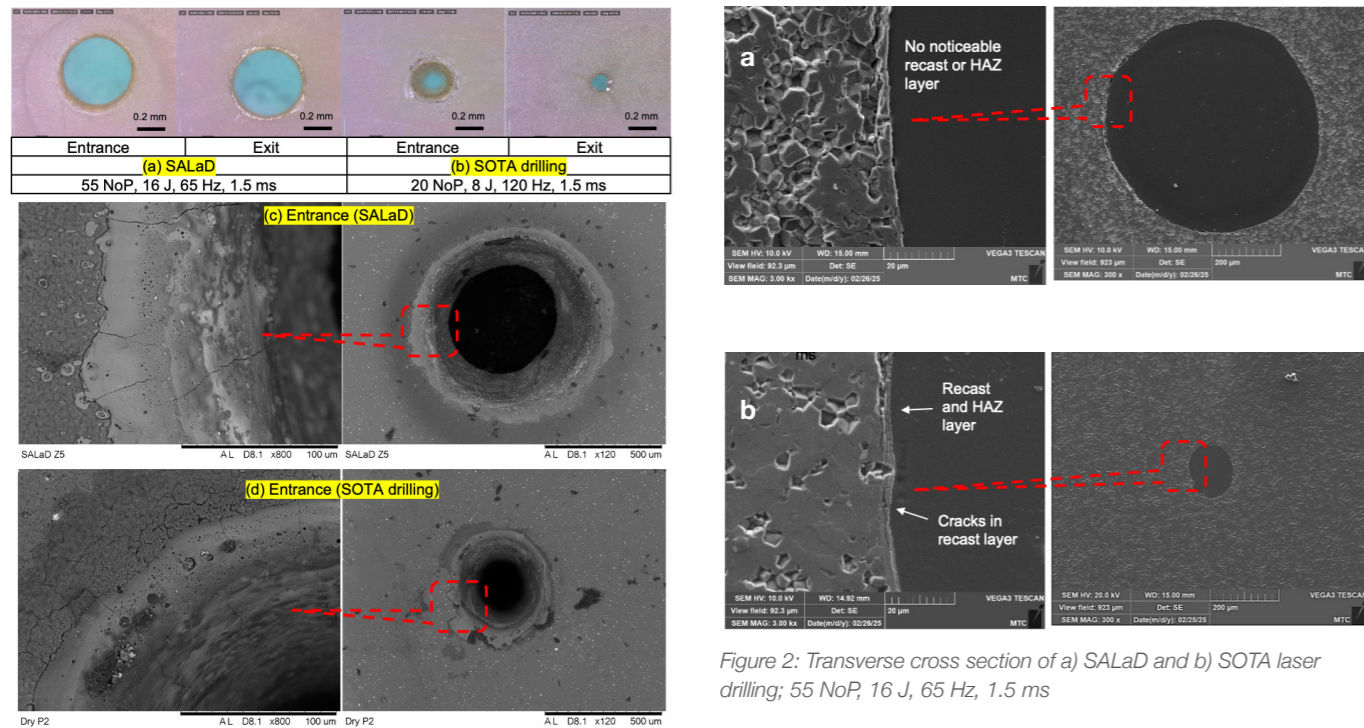 0.2 mm
0.2 mm
0.2 mm
0.2 mm
Entrance Exit Entrance Exit
(a) SALaD (b) SOTA drilling
55 NoP, 16 J, 65 Hz, 1.5 ms 20 NoP, 8 J, 120 Hz, 1.5 ms
(c) Entrance (SALaD)
SALaD Z5 A L D8.1 x800 100 um
SALaD Z5 A L D8.1 x120 500 um
(d) Entrance (SOTA drilling)
Dry P2 A L D8.1 x800 100 um
Dry P2 A L D8.1 x120 500 um
a
No noticeable
recast or HAZ
layer
SEM HV: 10.0 kV WD: 15.00 mm VEGA3 TESCAN
View field: 92.3 µm Det: SE 20 µm
SEM MAG: 3.00 kx Date(m/d/y): 02/26/25 MTC
SEM HV: 10.0 kV WD: 15.00 mm VEGA3 TESCAN
View field: 923 µm Det: SE 200 µm
SEM MAG: 300 x Date(m/d/y): 02/26/25 MTC
b
ms
Recast
and HAZ
layer
Cracks in
recast layer
SEM HV: 10.0 kV WD: 14.92 mm VEGA3 TESCAN
View field: 92.3 µm Det: SE 20 µm
SEM MAG: 3.00 kx Date(m/d/y): 02/26/25 MTC
SEM HV: 20.0 kV WD: 15.00 mm VEGA3 TESCAN
View field: 923 µm Det: SE 200 µm
SEM MAG: 300 x Date(m/d/y): 02/25/25 MTC
Figure 2: Transverse cross section of a) SALaD and b) SOTA laser
drilling; 55 NoP, 16 J, 65 Hz, 1.5 ms